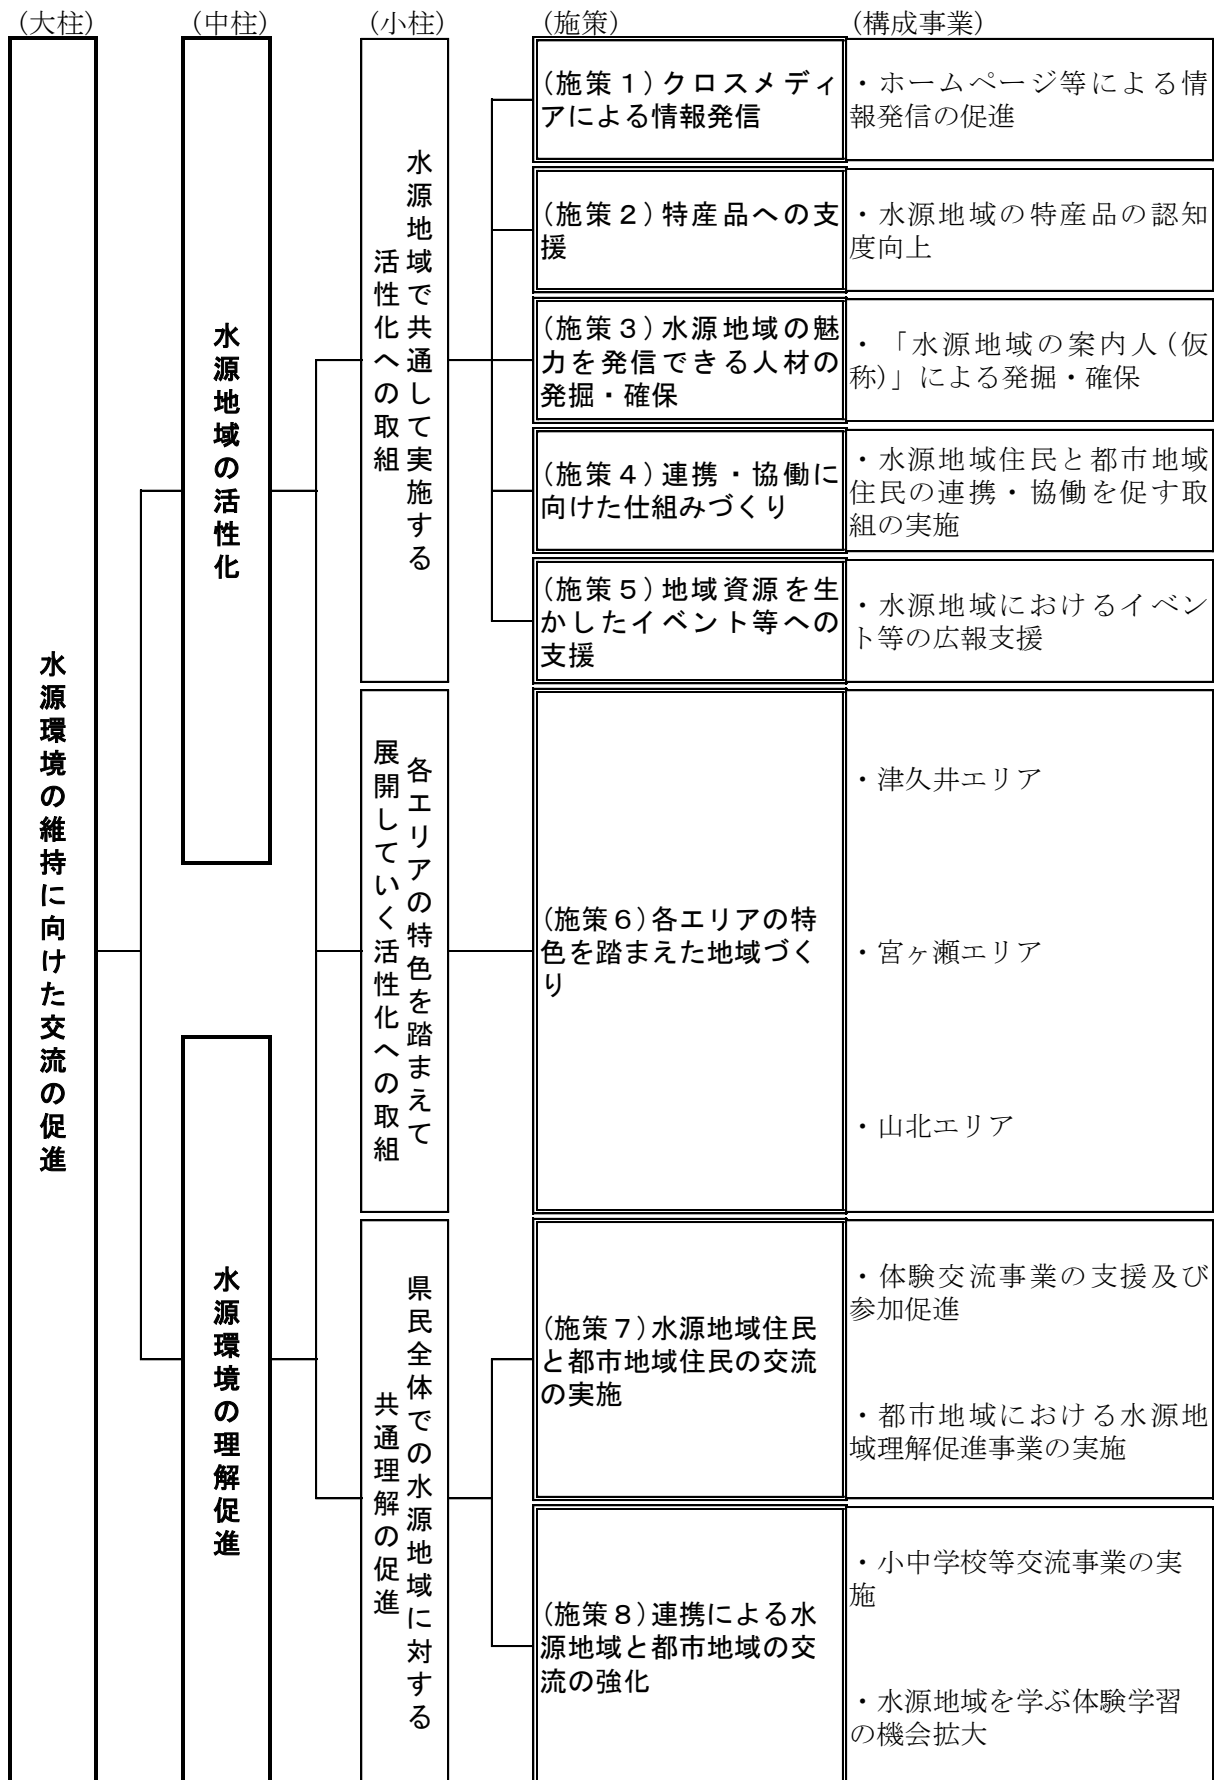 (大柱)
(中柱)
(小柱)
(施策)
(構成事業)
水源環境の維持に向けた交流の促進
水源地域の活性化
水源地域で共通して実施する
活性化への取組
(施策1)クロスメディ
アによる情報発信
・ホームページ等による情
報発信の促進
(施策2)特産品への支
援
・水源地域の特産品の認知
度向上
(施策3)水源地域の魅
力を発信できる人材の
発掘・確保
・「水源地域の案内人(仮
称)」による発掘・確保
(施策4)連携・協働に
向けた仕組みづくり
・水源地域住民と都市地域
住民の連携・協働を促す取
組の実施
(施策5)地域資源を生
かしたイベント等への
支援
・水源地域におけるイベン
ト等の広報支援
各エリアの特色を踏まえて
展開していく活性化への取組
(施策6)各エリアの特
色を踏まえた地域づく
り
・津久井エリア
・宮ヶ瀬エリア
・山北エリア
水源環境の理解促進
県民全体での水源地域に対する
共通理解の促進
(施策7)水源地域住民
と都市地域住民の交流
の実施
・体験交流事業の支援及び
参加促進
・都市地域における水源地
域理解促進事業の実施
(施策8)連携による水
源地域と都市地域の交
流の強化
・小中学校等交流事業の実
施
・水源地域を学ぶ体験学習
の機会拡大